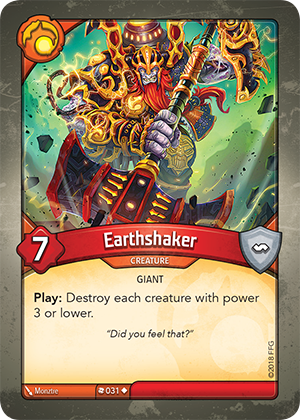 7
Earthshaker
CREATURE
GIANT
Play: Destroy each creature with power
3 or lower.
"Did you feel that?"
Monztre
031
©2018 FFG